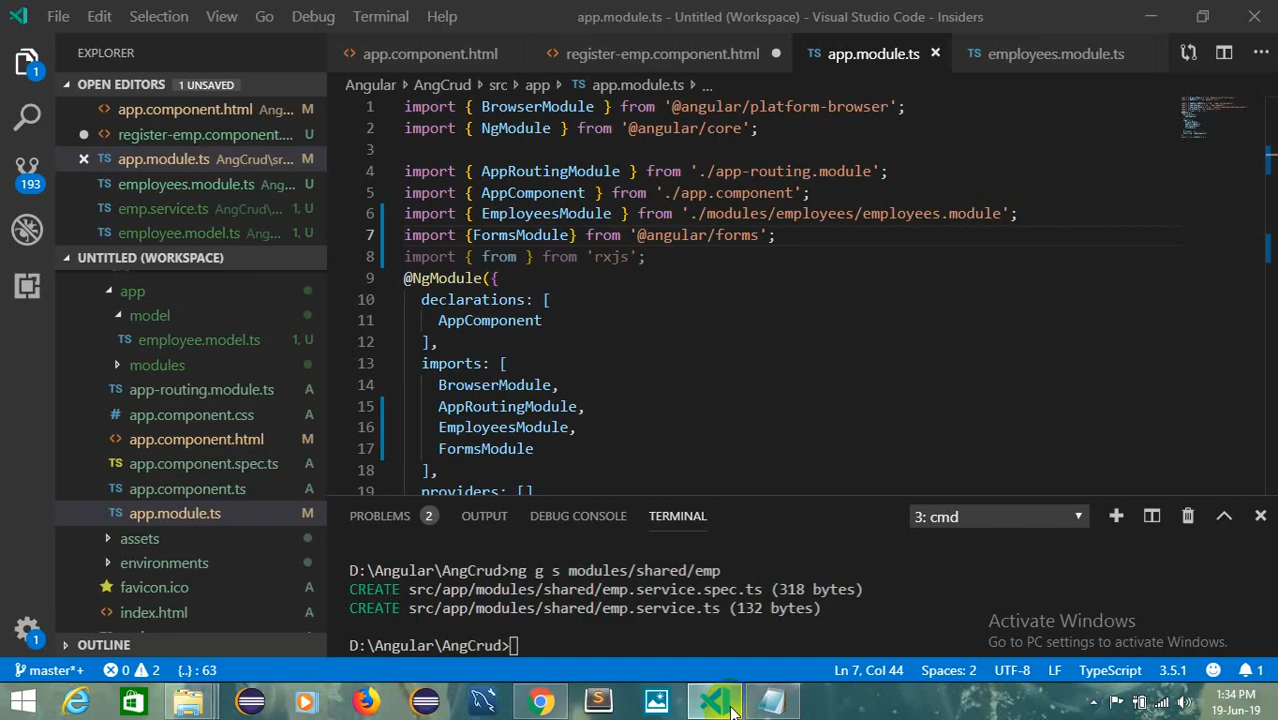 File Edit Selection View Go Debug Terminal Help app.module.ts - Untitled (Workspace) - Visual Studio Code - Insiders
EXPLORER
OPEN EDITORS 1 UNSAVED
app.component.html Ang... M
register-emp.component.... U
app.module.ts AngCrud\sr... M
employees.module.ts Ang... U
emp.service.ts AngCrud\... U
employee.model.ts 1, U
UNTITLED (WORKSPACE)
app
model
employee.model.ts 1, U
modules
app-routing.module.ts A
app.component.css A
app.component.html M
app.component.spec.ts A
app.component.ts A
app.module.ts M
assets
environments
favicon.ico A
index.html A
OUTLINE
1
193
1
app.component.html register-emp.component.html app.module.ts employees.module.ts
Angular AngCrud src app app.module.ts ...
1 import { BrowserModule } from '@angular/platform-browser';
2 import { NgModule } from '@angular/core';
3
4 import { AppRoutingModule } from './app-routing.module';
5 import { AppComponent } from './app.component';
6 import { EmployeesModule } from './modules/employees/employees.module';
7 import {FormsModule} from '@angular/forms';
8 import { from } from 'rxjs';
9 @NgModule({
10 declarations: [
11 AppComponent
12 ],
13 imports: [
14 BrowserModule,
15 AppRoutingModule,
16 EmployeesModule,
17 FormsModule
18 ],
19 providers: []
PROBLEMS 2 OUTPUT DEBUG CONSOLE TERMINAL 3: cmd
D:\Angular\AngCrud>ng g s modules/shared/emp
CREATE src/app/modules/shared/emp.service.spec.ts (318 bytes)
CREATE src/app/modules/shared/emp.service.ts (132 bytes)
D:\Angular\AngCrud>
Activate Windows
Go to PC settings to activate Windows.
master*+ 0 2 {..} : 63 Ln 7, Col 44 Spaces: 2 UTF-8 LF TypeScript 3.5.1 1
1:34 PM
19-Jun-19